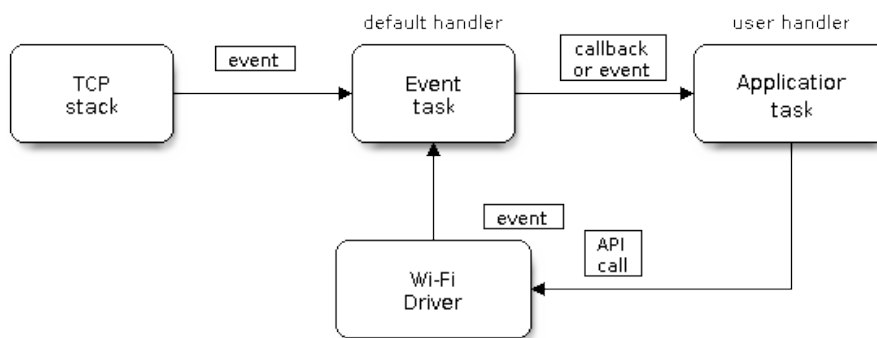 default handler
user handler
event
callback
or event
TCP
stack
Event
task
Application
task
event
API
call
Wi-Fi
Driver